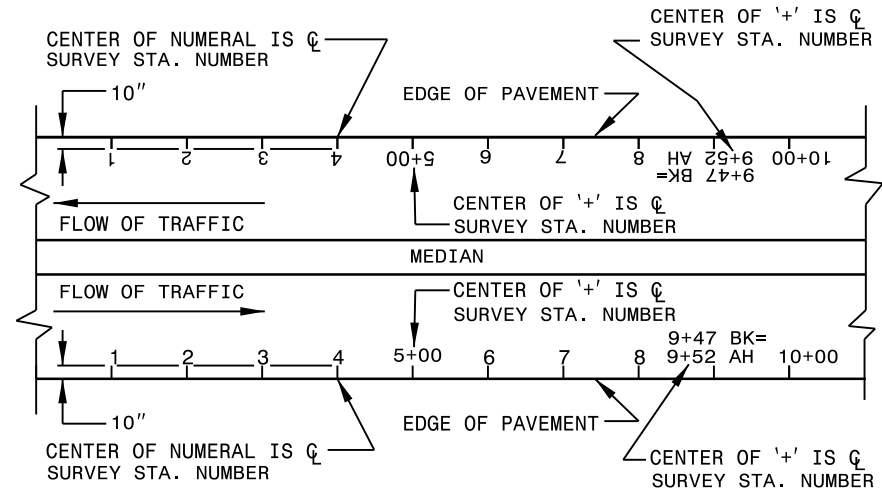 CENTER OF NUMERAL IS ℄
SURVEY STA. NUMBER
CENTER OF '+' IS ℄
SURVEY STA. NUMBER
10"
EDGE OF PAVEMENT
1 2 3 4 5+00 6 7 8 9+52 AH 10+00
9+47 BK=
CENTER OF '+' IS ℄
SURVEY STA. NUMBER
FLOW OF TRAFFIC
MEDIAN
FLOW OF TRAFFIC
CENTER OF '+' IS ℄
SURVEY STA. NUMBER
9+47 BK=
1 2 3 4 5+00 6 7 8 9+52 AH 10+00
10"
EDGE OF PAVEMENT
CENTER OF NUMERAL IS ℄
SURVEY STA. NUMBER
CENTER OF '+' IS ℄
SURVEY STA. NUMBER